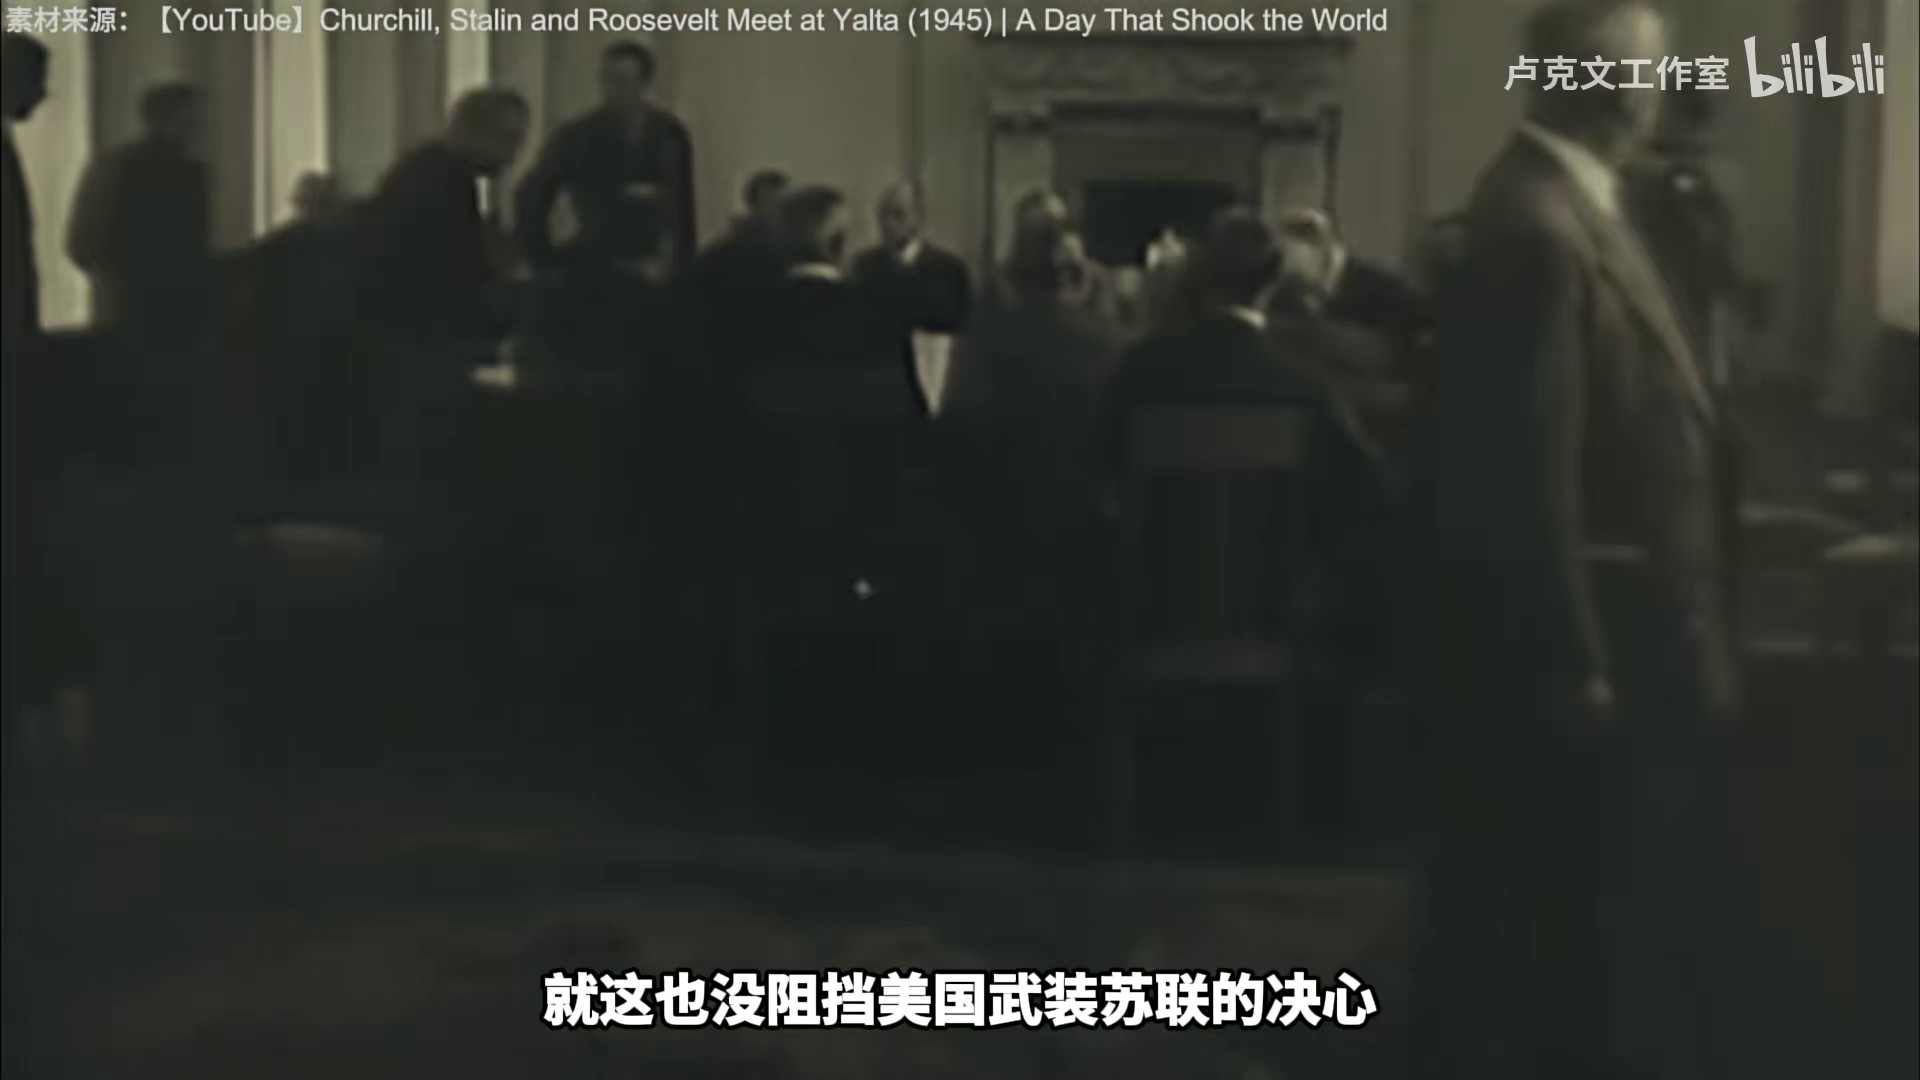 素材来源：【YouTube】Churchill, Stalin and Roosevelt Meet at Yalta (1945) | A Day That Shook the World
卢克文工作室 bilibili
就这也没阻挡美国武装苏联的决心